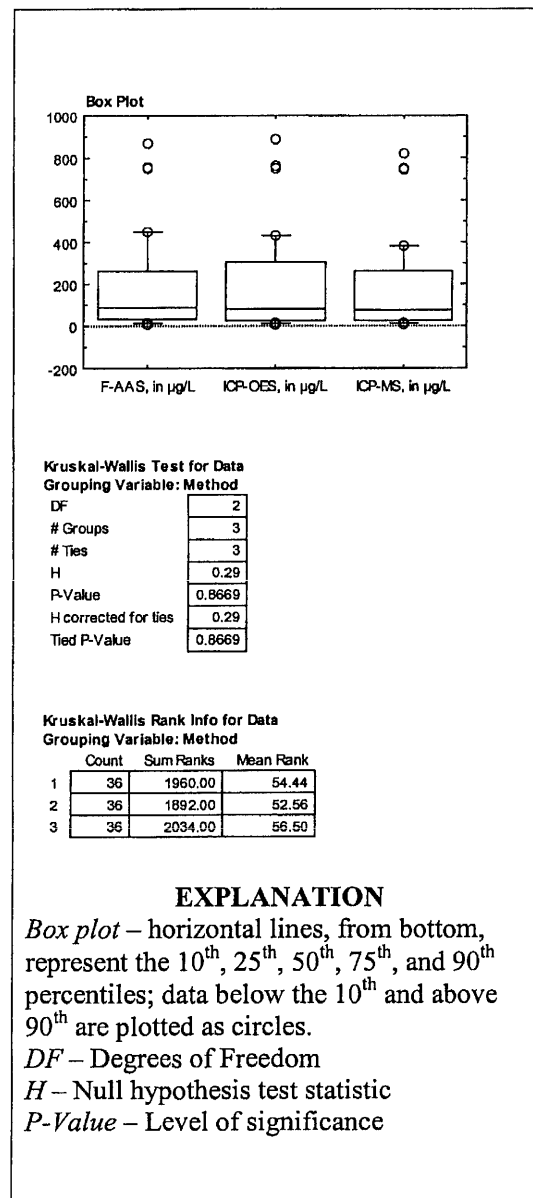 Box Plot
1000
800
600
400
200
0
-200
F-AAS, in µg/L ICP-OES, in µg/L ICP-MS, in µg/L
Kruskal-Wallis Test for Data
Grouping Variable: Method
DF 2
# Groups 3
# Ties 3
H 0.29
P-Value 0.8669
H corrected for ties 0.29
Tied P-Value 0.8669
Kruskal-Wallis Rank Info for Data
Grouping Variable: Method
Count Sum Ranks Mean Rank
1 36 1960.00 54.44
2 36 1892.00 52.56
3 36 2034.00 56.50
EXPLANATION
Box plot – horizontal lines, from bottom,
represent the 10th, 25th, 50th, 75th, and 90th
percentiles; data below the 10th and above
90th are plotted as circles.
DF – Degrees of Freedom
H – Null hypothesis test statistic
P-Value – Level of significance